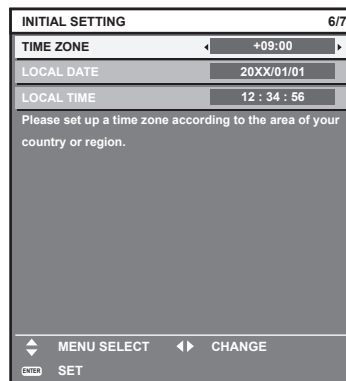 INITIAL SETTING 6/7
TIME ZONE +09:00
LOCAL DATE 20XX/01/01
LOCAL TIME 12 : 34 : 56
Please set up a time zone according to the area of your
country or region.
MENU SELECT CHANGE
ENTER SET